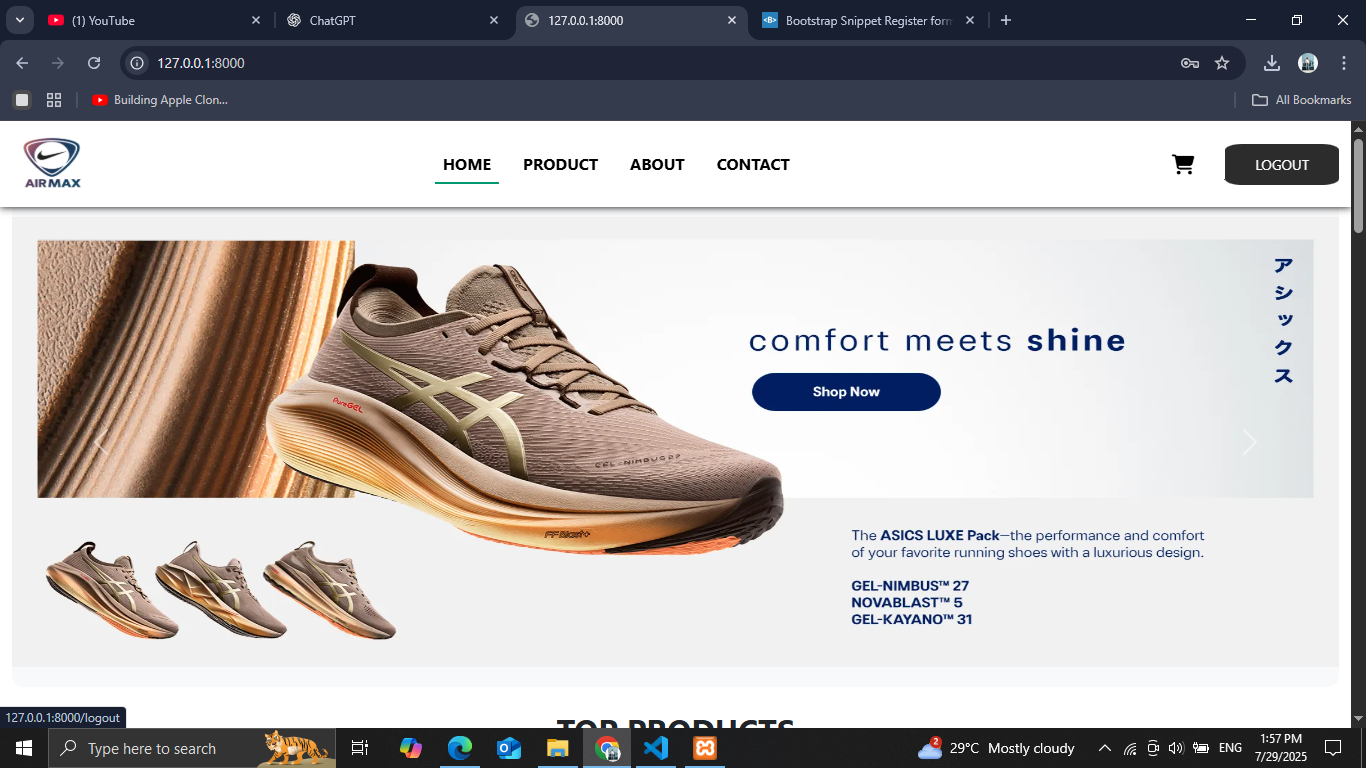 (1) YouTube
ChatGPT
127.0.0.1:8000
Bootstrap Snippet Register form
127.0.0.1:8000
Building Apple Clon...
All Bookmarks
AIR MAX
HOME
PRODUCT
ABOUT
CONTACT
LOGOUT
アシックス
comfort meets shine
Shop Now
PureGEL
GEL-NIMBUS 27
FF Blast+
The ASICS LUXE Pack—the performance and comfort
of your favorite running shoes with a luxurious design.
GEL-NIMBUS™ 27
NOVABLAST™ 5
GEL-KAYANO™ 31
TOP PRODUCTS
127.0.0.1:8000/logout
Type here to search
2
29°C Mostly cloudy
ENG
1:57 PM
7/29/2025